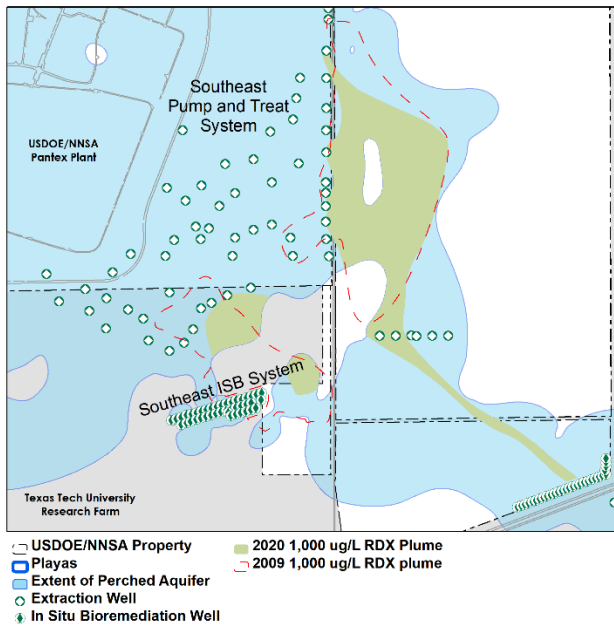 Southeast
Pump and Treat
System
USDOE/NNSA
Pantex Plant
Southeast ISB System
Texas Tech University
Research Farm
USDOE/NNSA Property
Playas
Extent of Perched Aquifer
Extraction Well
In Situ Bioremediation Well
2020 1,000 ug/L RDX Plume
2009 1,000 ug/L RDX plume